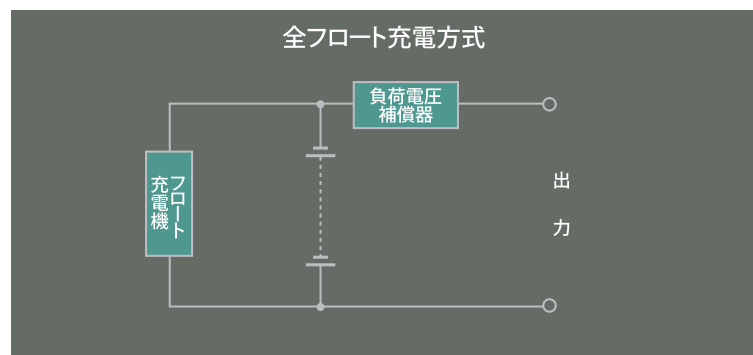 全フロート充電方式
負荷電圧
補償器
フロート
充電機
出
力